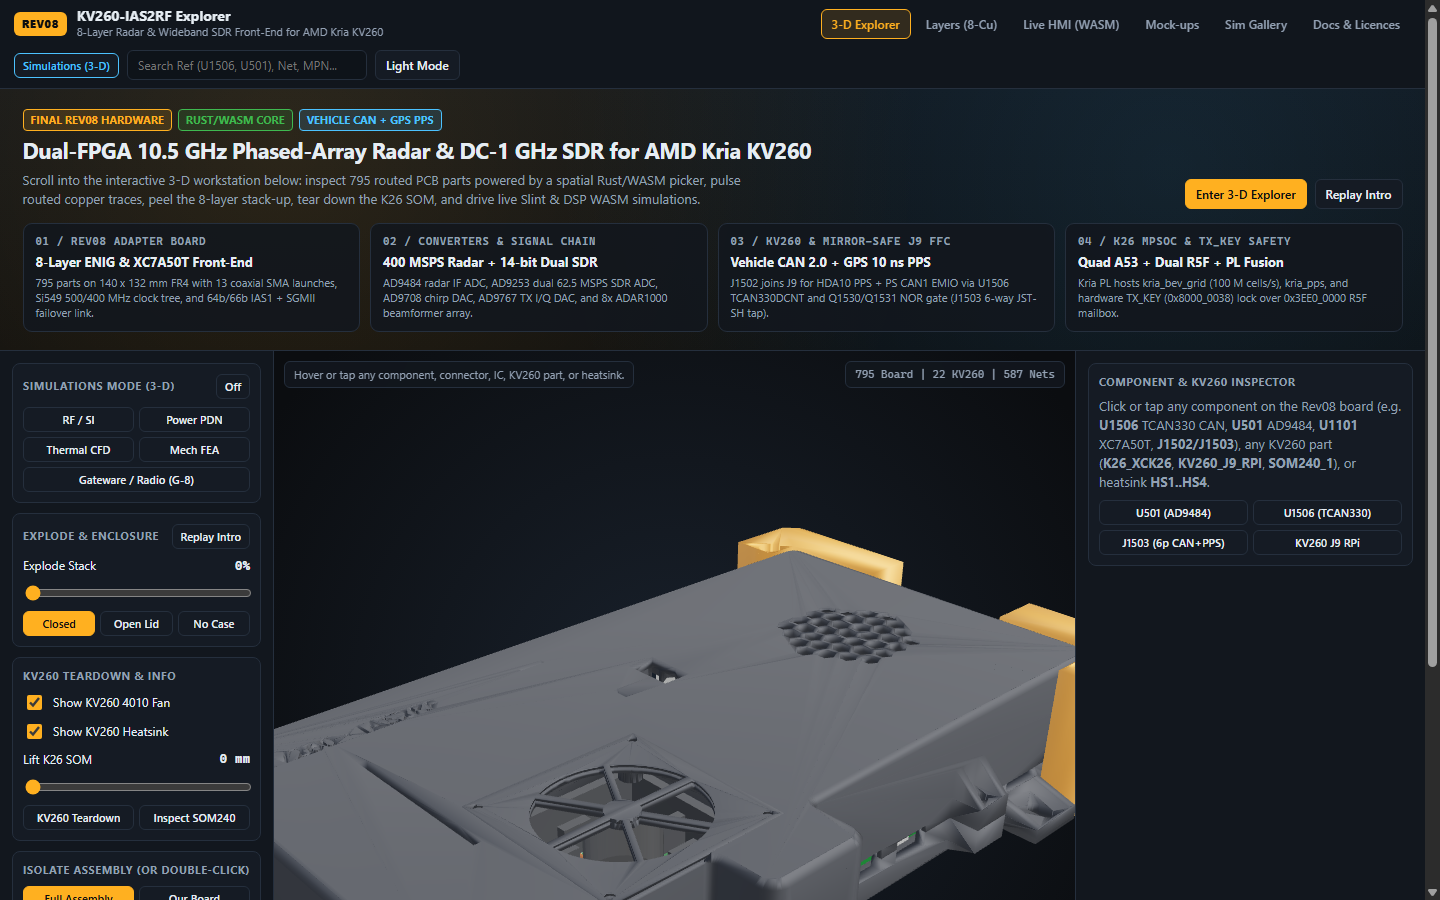 REV08
KV260-IAS2RF Explorer
8-Layer Radar & Wideband SDR Front-End for AMD Kria KV260
3-D Explorer
Layers (8-Cu)
Live HMI (WASM)
Mock-ups
Sim Gallery
Docs & Licences
Simulations (3-D)
Search Ref (U1506, U501), Net, MPN...
Light Mode
FINAL REV08 HARDWARE
RUST/WASM CORE
VEHICLE CAN + GPS PPS
Dual-FPGA 10.5 GHz Phased-Array Radar & DC-1 GHz SDR for AMD Kria KV260
Scroll into the interactive 3-D workstation below: inspect 795 routed PCB parts powered by a spatial Rust/WASM picker, pulse
routed copper traces, peel the 8-layer stack-up, tear down the K26 SOM, and drive live Slint & DSP WASM simulations.
Enter 3-D Explorer
Replay Intro
01 / REV08 ADAPTER BOARD
8-Layer ENIG & XC7A50T Front-End
795 parts on 140 x 132 mm FR4 with 13 coaxial SMA launches,
Si549 500/400 MHz clock tree, and 64b/66b IAS1 + SGMII
failover link.
02 / CONVERTERS & SIGNAL CHAIN
400 MSPS Radar + 14-bit Dual SDR
AD9484 radar IF ADC, AD9253 dual 62.5 MSPS SDR ADC,
AD9708 chirp DAC, AD9767 TX I/Q DAC, and 8x ADAR1000
beamformer array.
03 / KV260 & MIRROR-SAFE J9 FFC
Vehicle CAN 2.0 + GPS 10 ns PPS
J1502 joins J9 for HDA10 PPS + PS CAN1 EMIO via U1506
TCAN330DCNT and Q1530/Q1531 NOR gate (J1503 6-way JST-
SH tap).
04 / K26 MPSOC & TX_KEY SAFETY
Quad A53 + Dual R5F + PL Fusion
Kria PL hosts kria_bev_grid (100 M cells/s), kria_pps, and
hardware TX_KEY (0x8000_0038) lock over 0x3EE0_0000 R5F
mailbox.
SIMULATIONS MODE (3-D)
Off
RF / SI
Power PDN
Thermal CFD
Mech FEA
Gateware / Radio (G-8)
EXPLODE & ENCLOSURE
Replay Intro
Explode Stack
0%
Closed
Open Lid
No Case
KV260 TEARDOWN & INFO
Show KV260 4010 Fan
Show KV260 Heatsink
Lift K26 SOM
0 mm
KV260 Teardown
Inspect SOM240
ISOLATE ASSEMBLY (OR DOUBLE-CLICK)
Full Assembly
Our Board
Hover or tap any component, connector, IC, KV260 part, or heatsink.
795 Board | 22 KV260 | 587 Nets
COMPONENT & KV260 INSPECTOR
Click or tap any component on the Rev08 board (e.g.
U1506 TCAN330 CAN, U501 AD9484, U1101
XC7A50T, J1502/J1503), any KV260 part
(K26_XCK26, KV260_J9_RPI, SOM240_1), or
heatsink HS1..HS4.
U501 (AD9484)
U1506 (TCAN330)
J1503 (6p CAN+PPS)
KV260 J9 RPi